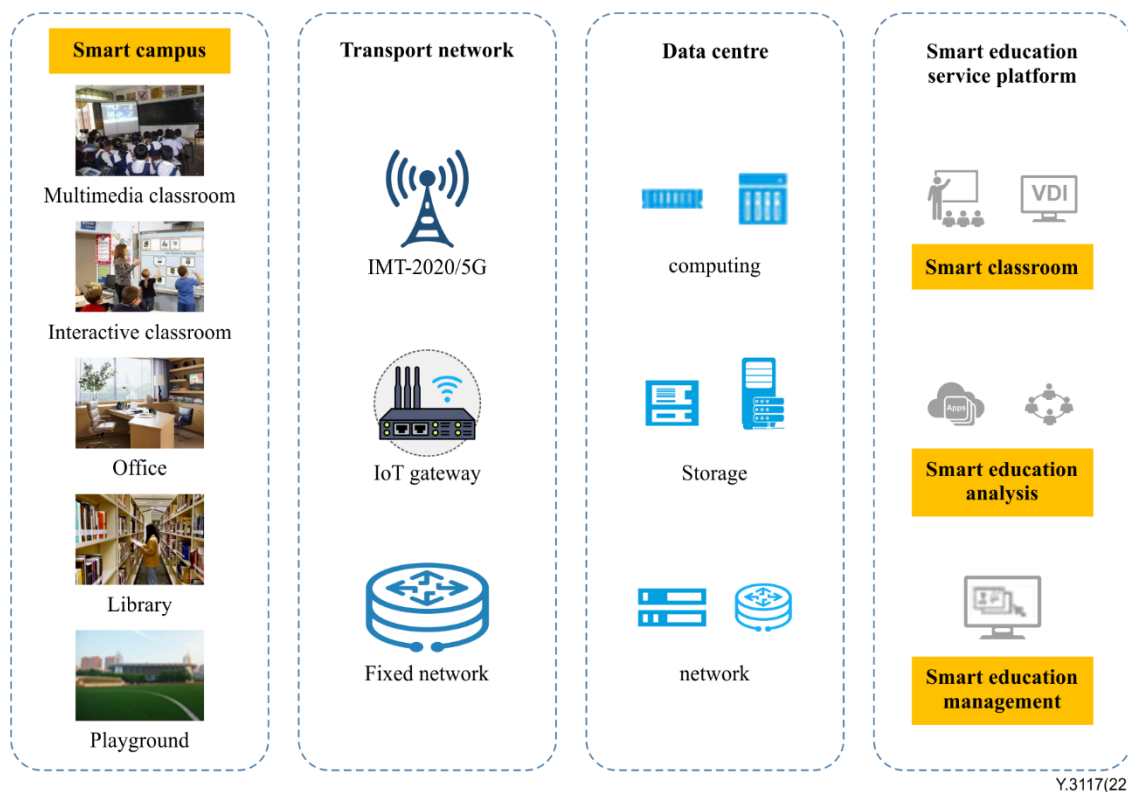 Smart campus
Multimedia classroom
Interactive classroom
Office
Library
Playground
Transport network
IMT-2020/5G
IoT gateway
Fixed network
Data centre
computing
Storage
network
Smart education
service platform
VDI
Smart classroom
Apps
Smart education
analysis
Smart education
management
Y.3117(22